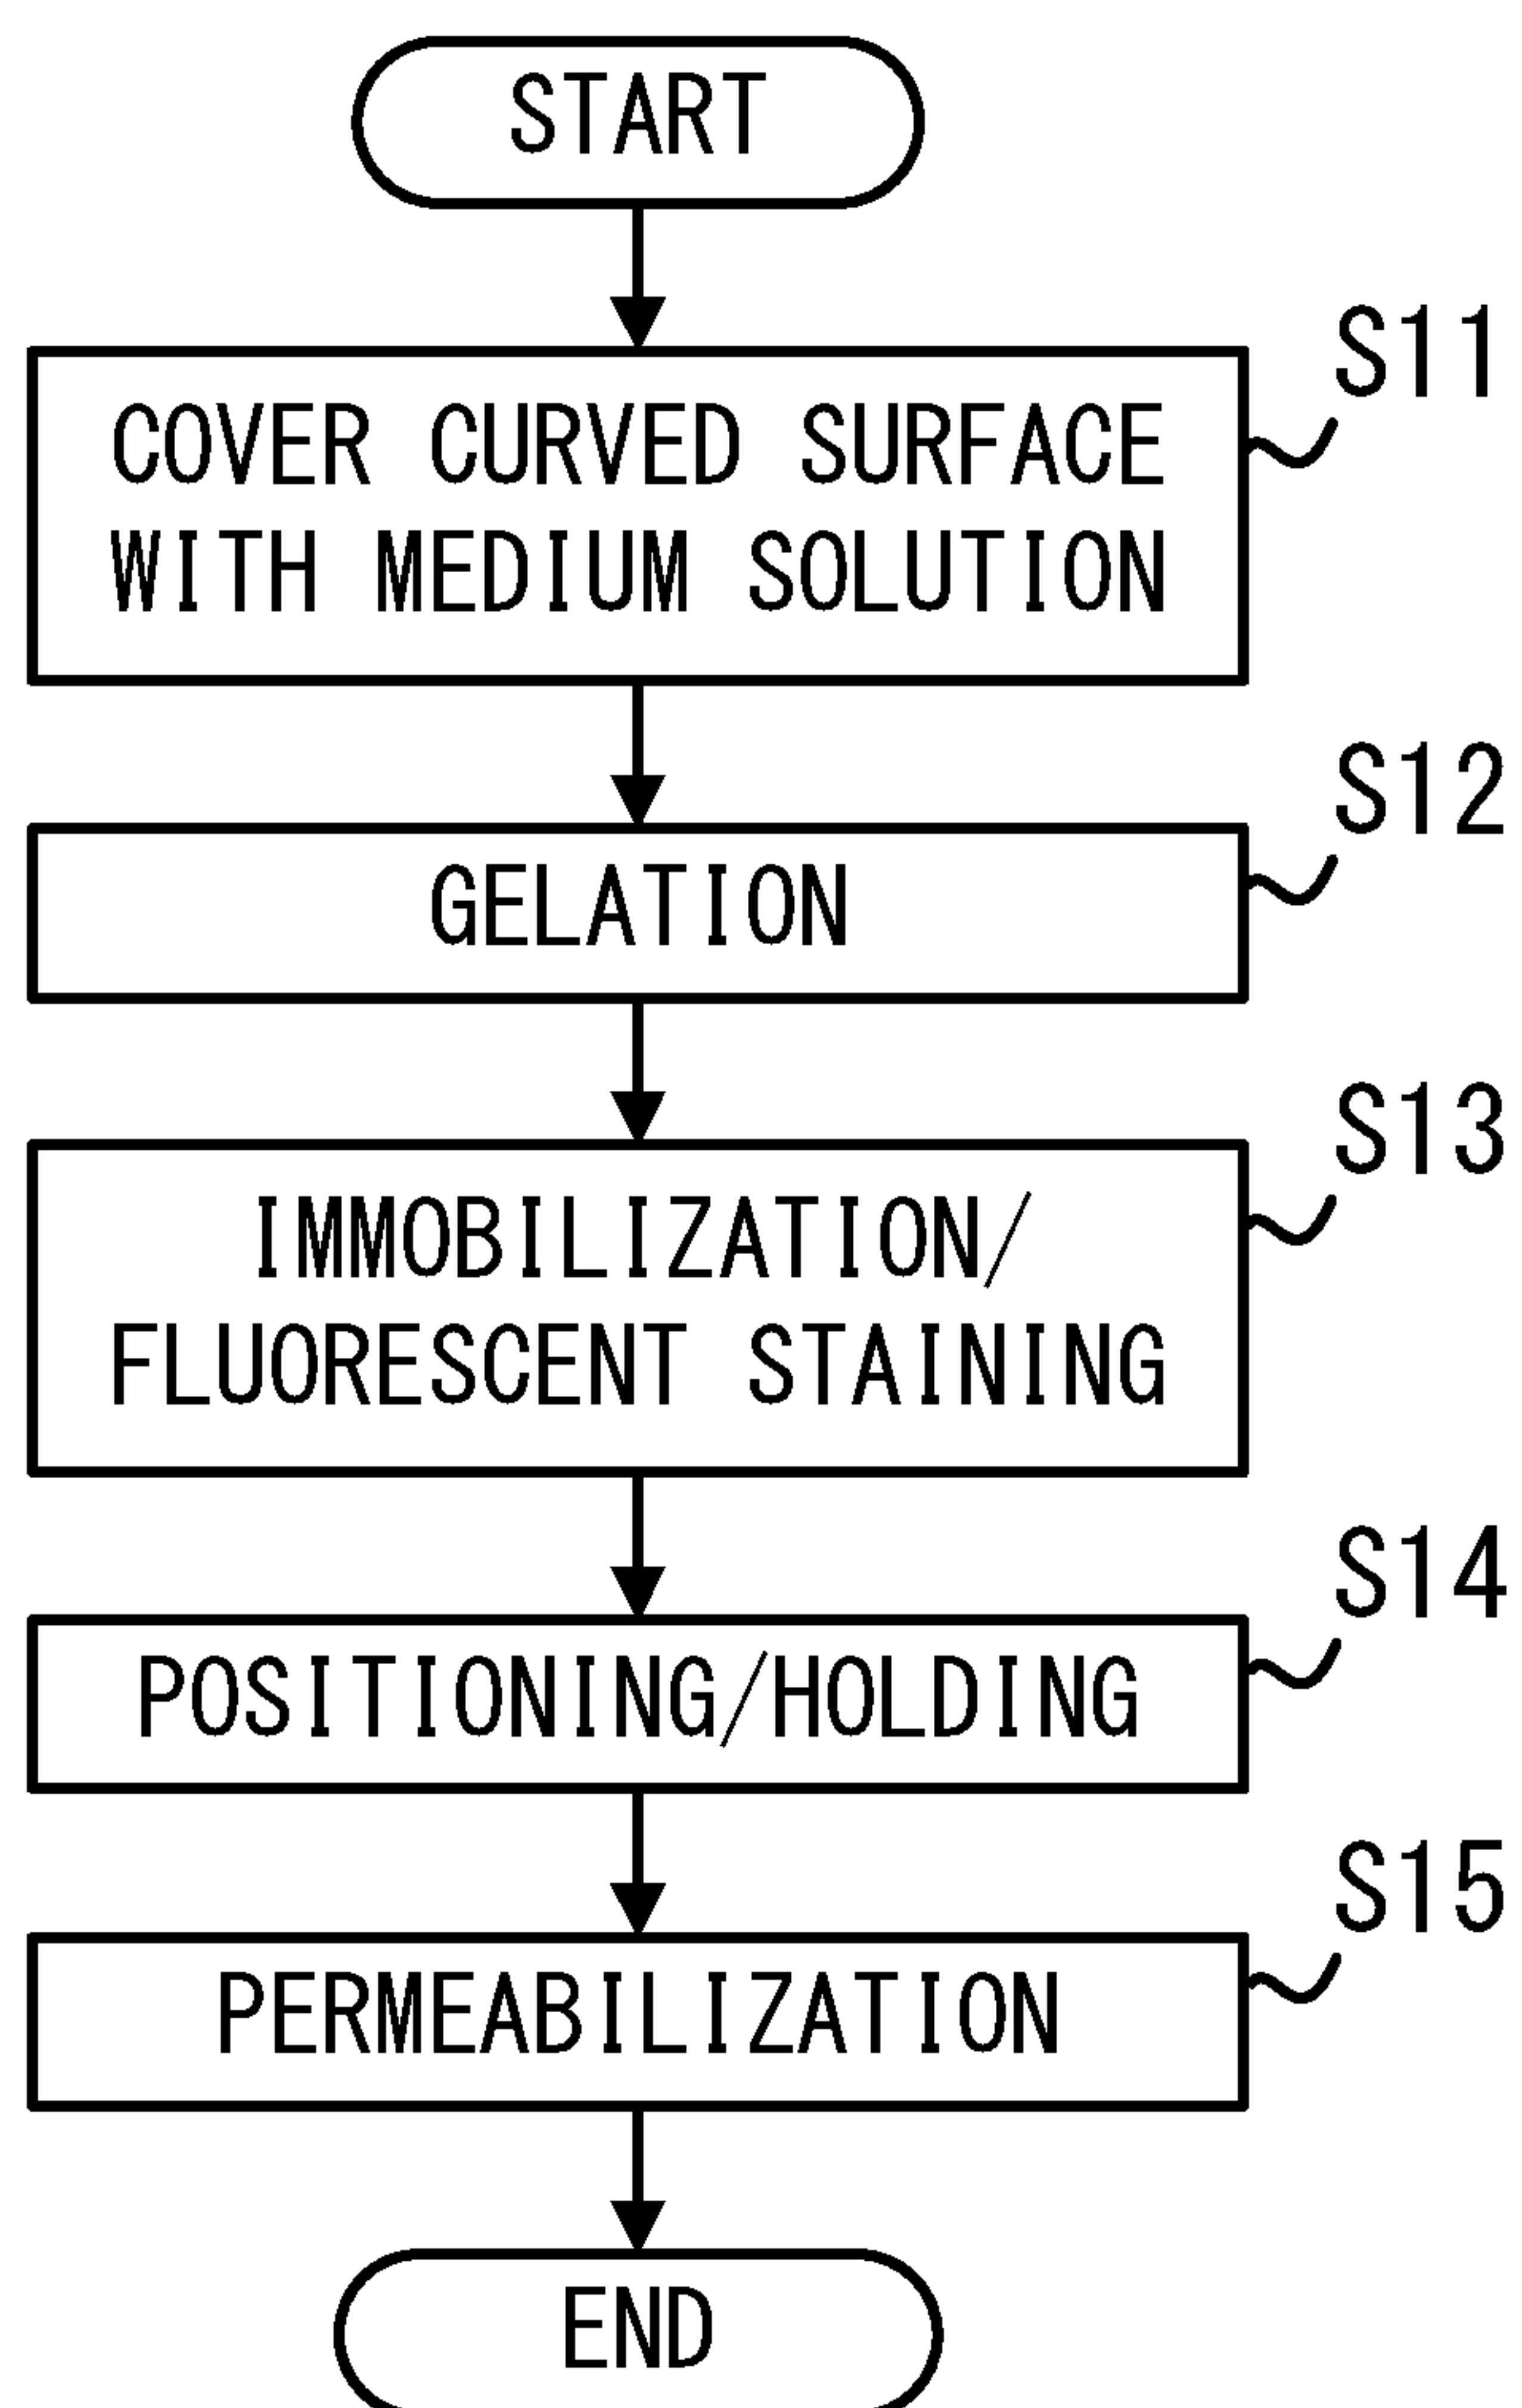 START
S11
COVER CURVED SURFACE
WITH MEDIUM SOLUTION
S12
GELATION
S13
IMMOBILIZATION/
FLUORESCENT STAINING
S14
POSITIONING/HOLDING
S15
PERMEABILIZATION
END